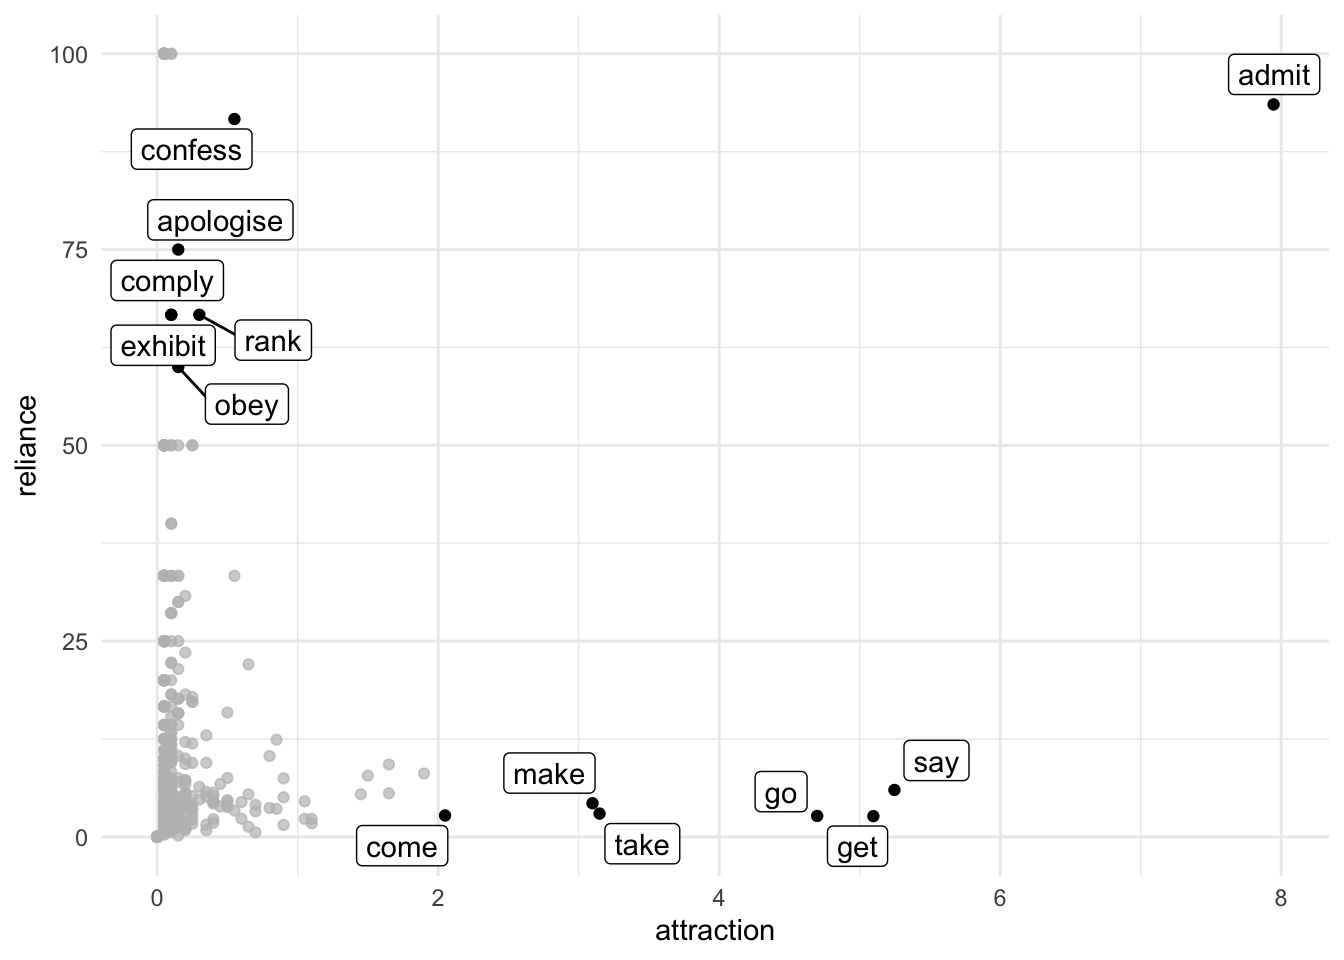 100
admit
confess
apologise
75
comply
rank
exhibit
obey
50
reliance
25
say
make
go
0
come
take
get
0 2 4 6 8
attraction